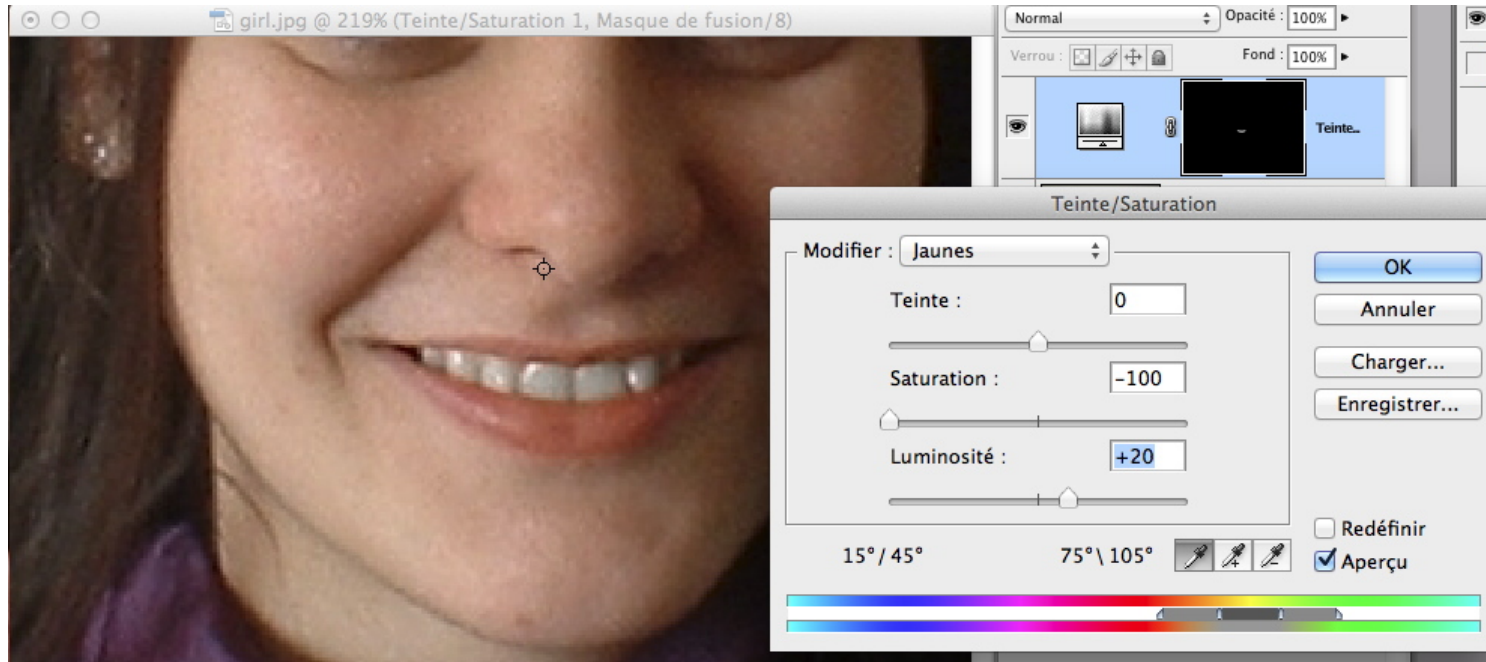 girl.jpg @ 219% (Teinte/Saturation 1, Masque de fusion/8)
Normal
Opacité : 100%
Verrou :
Fond : 100%
Teinte...
Teinte/Saturation
Modifier : Jaunes
Teinte : 0
Saturation : -100
Luminosité : +20
15°/ 45° 75°\ 105°
OK
Annuler
Charger...
Enregistrer...
Redéfinir
Aperçu